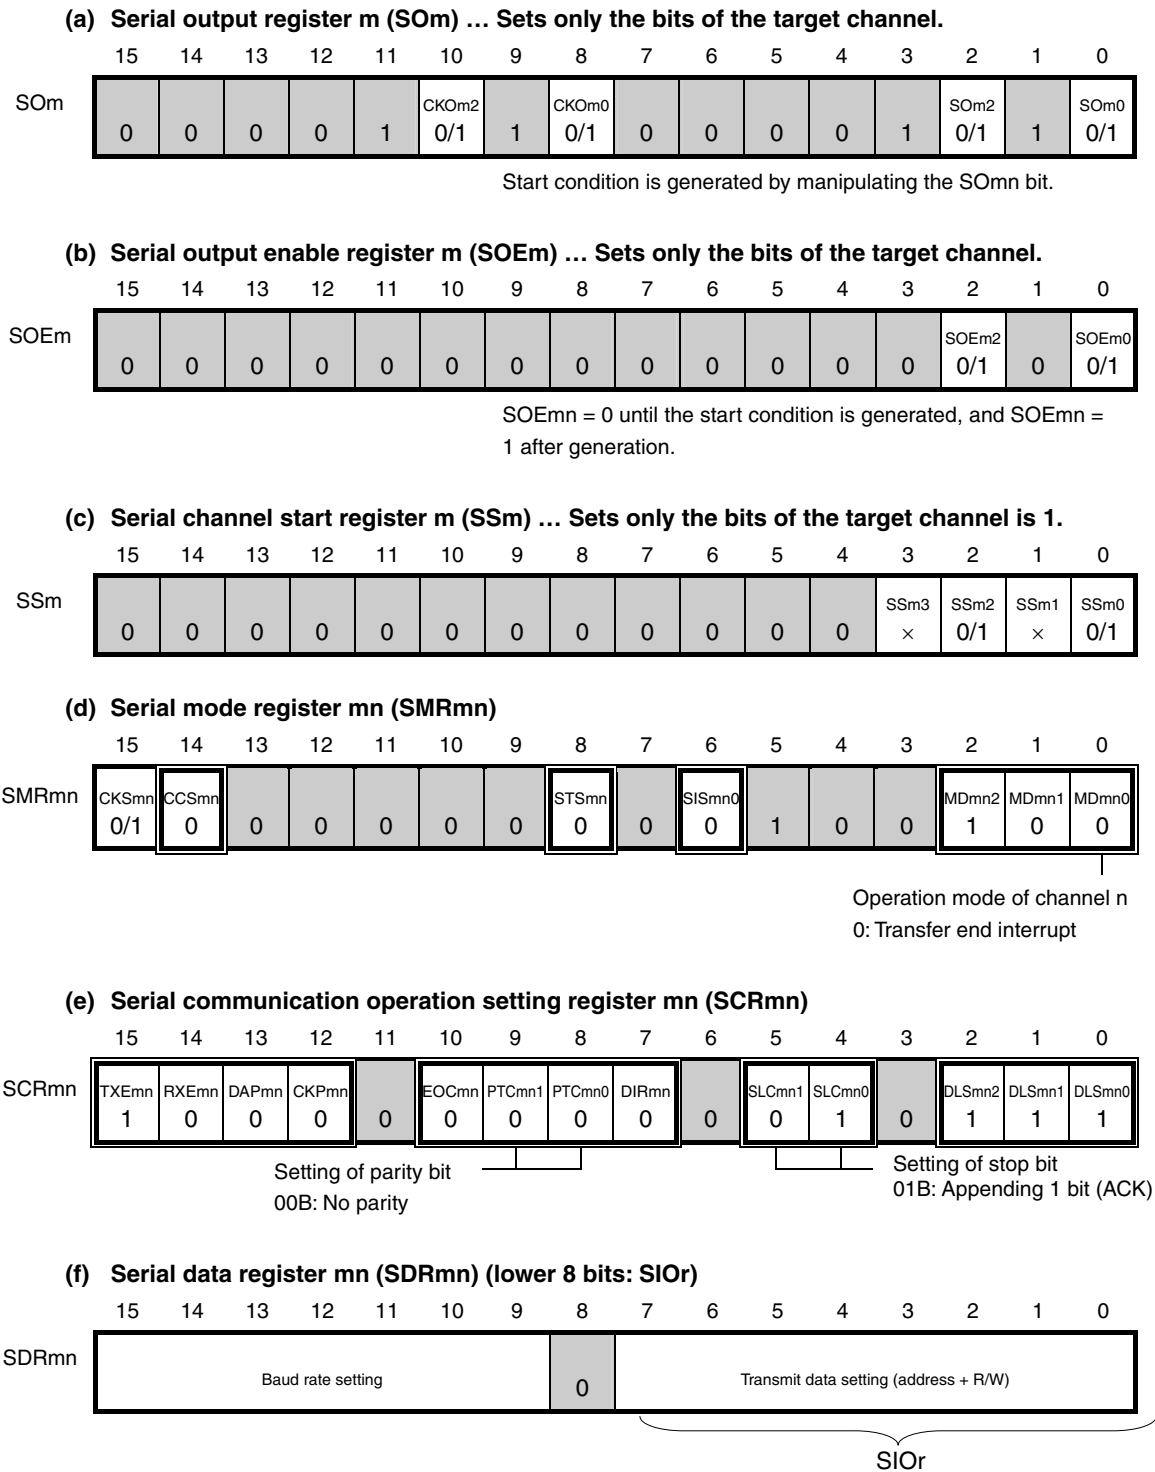 (a) Serial output register m (SOm) … Sets only the bits of the target channel.
15 14 13 12 11 10 9 8 7 6 5 4 3 2 1 0
SOm
CKOm2 CKOm0 SOm2 SOm0
0 0 0 0 1 0/1 1 0/1 0 0 0 0 1 0/1 1 0/1
Start condition is generated by manipulating the SOmn bit.
(b) Serial output enable register m (SOEm) … Sets only the bits of the target channel.
15 14 13 12 11 10 9 8 7 6 5 4 3 2 1 0
SOEm
SOEm2 SOEm0
0 0 0 0 0 0 0 0 0 0 0 0 0 0/1 0 0/1
SOEmn = 0 until the start condition is generated, and SOEmn =
1 after generation.
(c) Serial channel start register m (SSm) … Sets only the bits of the target channel is 1.
15 14 13 12 11 10 9 8 7 6 5 4 3 2 1 0
SSm
SSm3 SSm2 SSm1 SSm0
0 0 0 0 0 0 0 0 0 0 0 0 × 0/1 × 0/1
(d) Serial mode register mn (SMRmn)
15 14 13 12 11 10 9 8 7 6 5 4 3 2 1 0
SMRmn
CKSmn CCSmn STSmn SISmn0 MDmn2 MDmn1 MDmn0
0/1 0 0 0 0 0 0 0 0 0 1 0 0 1 0 0
Operation mode of channel n
0: Transfer end interrupt
(e) Serial communication operation setting register mn (SCRmn)
15 14 13 12 11 10 9 8 7 6 5 4 3 2 1 0
SCRmn
TXEmn RXEmn DAPmn CKPmn EOCmn PTCmn1 PTCmn0 DIRmn SLCmn1 SLCmn0 DLSmn2 DLSmn1 DLSmn0
1 0 0 0 0 0 0 0 0 0 0 1 0 1 1 1
Setting of parity bit
00B: No parity
Setting of stop bit
01B: Appending 1 bit (ACK)
(f) Serial data register mn (SDRmn) (lower 8 bits: SIOr)
15 14 13 12 11 10 9 8 7 6 5 4 3 2 1 0
SDRmn
Baud rate setting 0 Transmit data setting (address + R/W)
SIOr